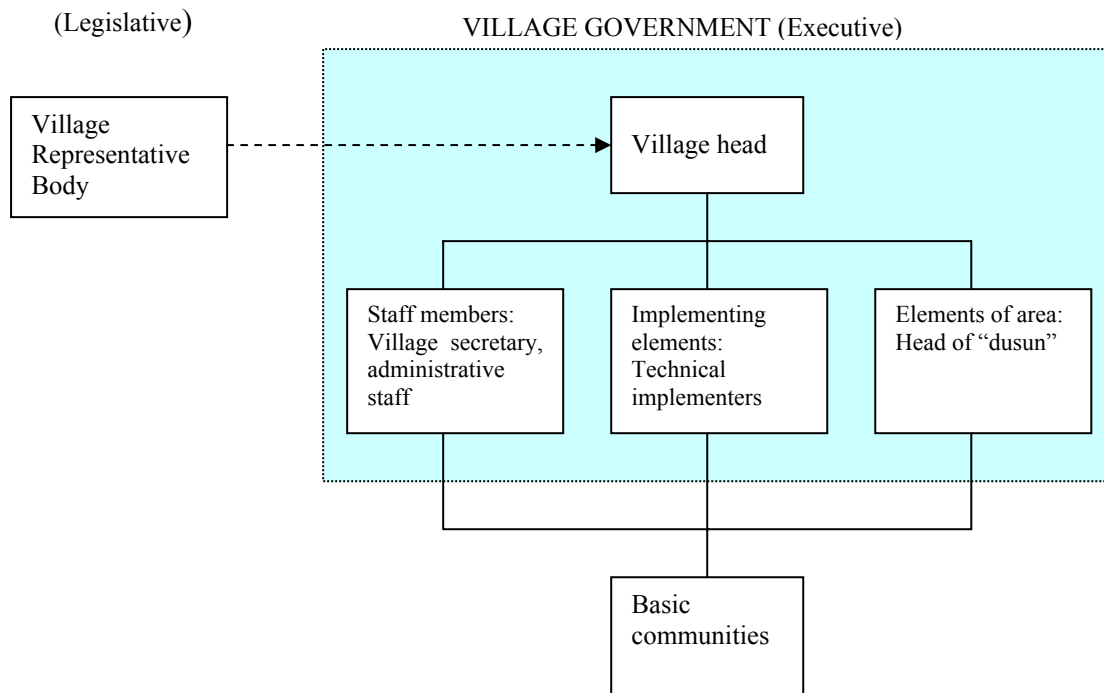 (Legislative)
VILLAGE GOVERNMENT (Executive)
Village
Representative
Body
Village head
Staff members:
Village secretary,
administrative
staff
Implementing
elements:
Technical
implementers
Elements of area:
Head of “dusun”
Basic
communities